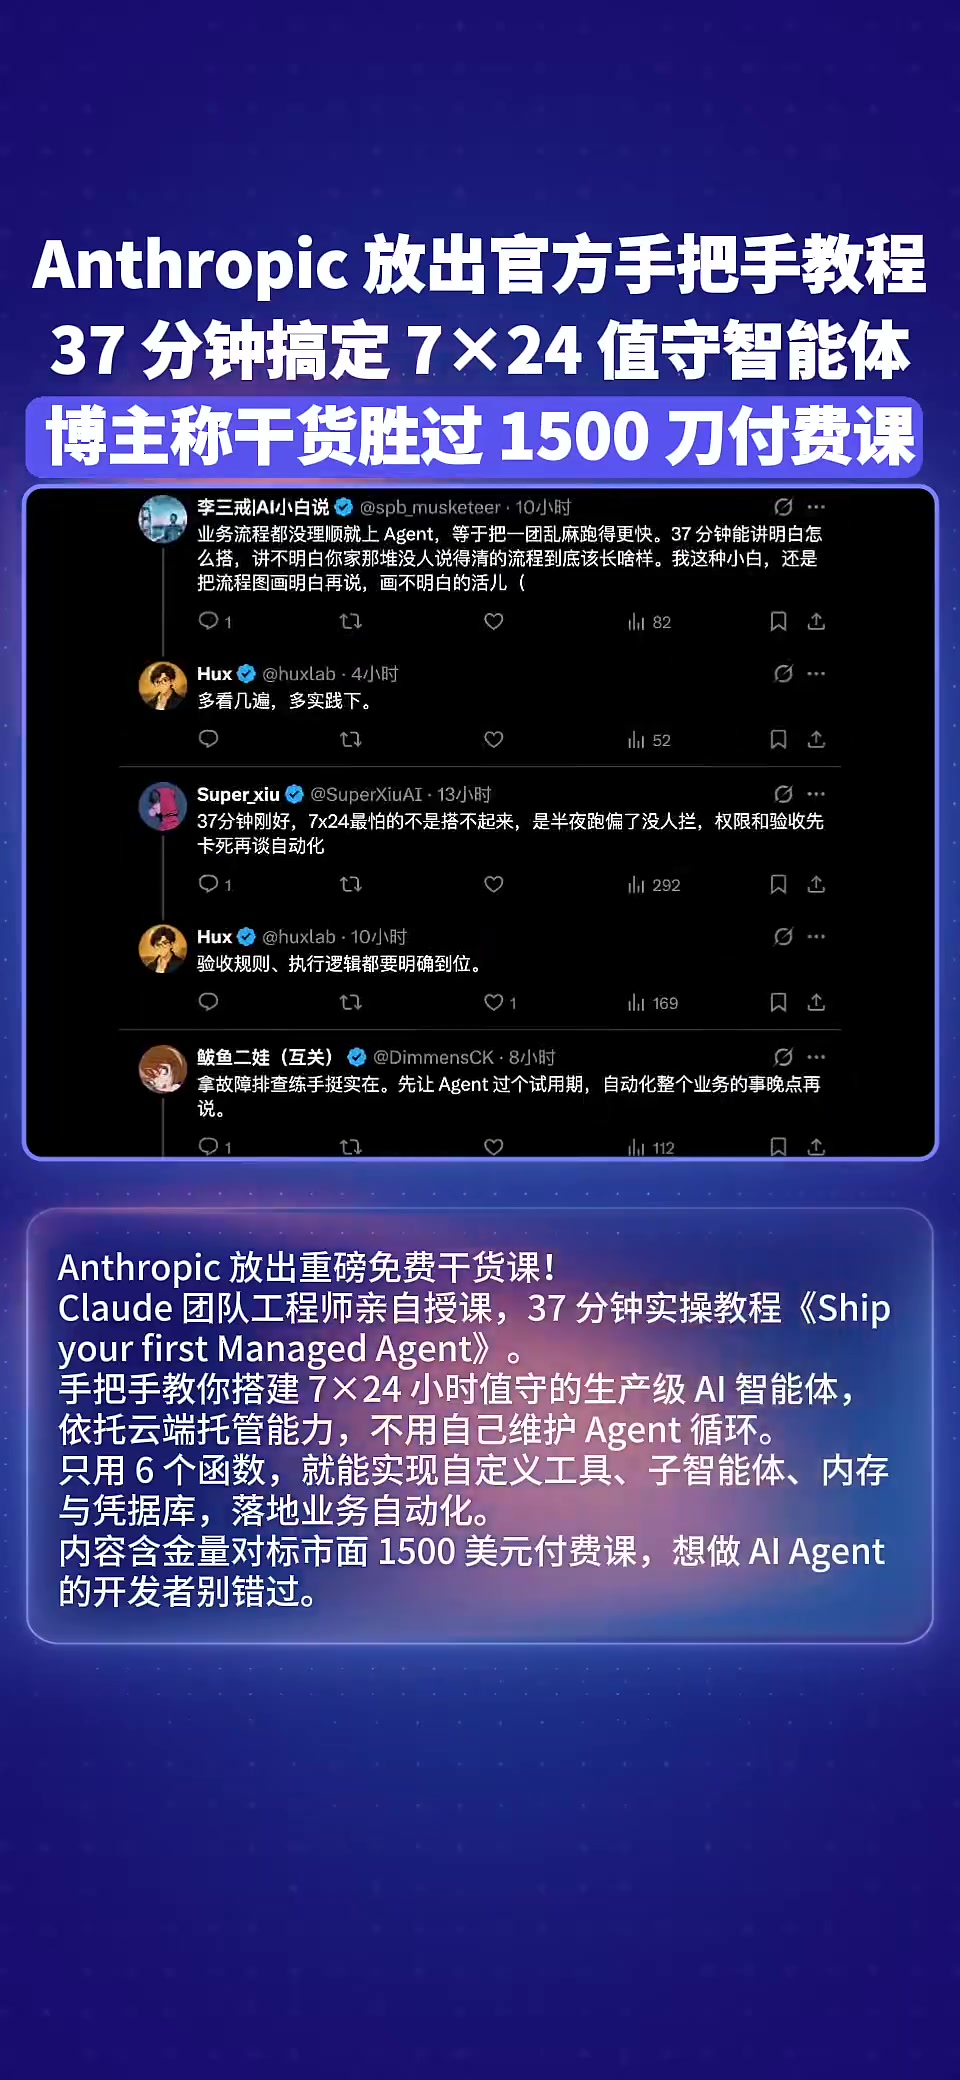 Anthropic 放出官方手把手教程
37 分钟搞定 7×24 值守智能体
博主称干货胜过 1500 刀付费课
李三戒|AI小白说 @spb_musketeer · 10小时
业务流程都没理顺就上 Agent，等于把一团乱麻跑得更快。37 分钟能讲明白怎
么搭，讲不明白你家那堆没人说得清的流程到底该长啥样。我这种小白，还是
把流程图画明白再说，画不明白的活儿（
1 82
Hux @huxlab · 4小时
多看几遍，多实践下。
52
Super_xiu @SuperXiuAI · 13小时
37分钟刚好，7x24最怕的不是搭不起来，是半夜跑偏了没人拦，权限和验收先
卡死再谈自动化
1 292
Hux @huxlab · 10小时
验收规则、执行逻辑都要明确到位。
1 169
鲅鱼二娃（互关） @DimmensCK · 8小时
拿故障排查练手挺实在。先让 Agent 过个试用期，自动化整个业务的事晚点再
说。
1 112
Anthropic 放出重磅免费干货课！
Claude 团队工程师亲自授课，37 分钟实操教程《Ship
your first Managed Agent》。
手把手教你搭建 7×24 小时值守的生产级 AI 智能体，
依托云端托管能力，不用自己维护 Agent 循环。
只用 6 个函数，就能实现自定义工具、子智能体、内存
与凭据库，落地业务自动化。
内容含金量对标市面 1500 美元付费课，想做 AI Agent
的开发者别错过。